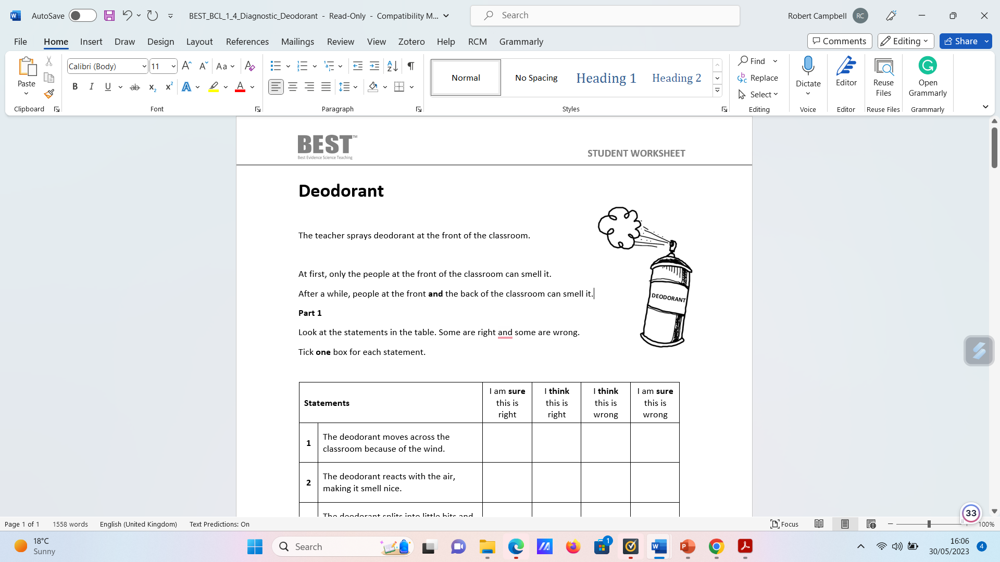 AutoSave
BEST_BCL_1_4_Diagnostic_Deodorant - Read-Only - Compatibility M...
Search
Robert Campbell
RC
File Home Insert Draw Design Layout References Mailings Review View Zotero Help RCM Grammarly
Comments
Editing
Share
Paste
Clipboard
Calibri (Body)
11
Font
Paragraph
Normal
No Spacing
Heading 1
Heading 2
Styles
Find
Replace
Select
Editing
Dictate
Voice
Editor
Editor
Reuse
Files
Reuse Files
Open
Grammarly
Grammarly
BEST™
Best Evidence Science Teaching
STUDENT WORKSHEET
Deodorant
The teacher sprays deodorant at the front of the classroom.
At first, only the people at the front of the classroom can smell it.
After a while, people at the front and the back of the classroom can smell it.
DEODORANT
Part 1
Look at the statements in the table. Some are right and some are wrong.
Tick one box for each statement.
Statements
I am sure
this is
right
I think
this is
right
I think
this is
wrong
I am sure
this is
wrong
1
The deodorant moves across the
classroom because of the wind.
2
The deodorant reacts with the air,
making it smell nice.
The deodorant splits into little bits and
33
Page 1 of 1 1558 words English (United Kingdom) Text Predictions: On
Focus
100%
18°C
Sunny
Search
1
16:06
30/05/2023
4